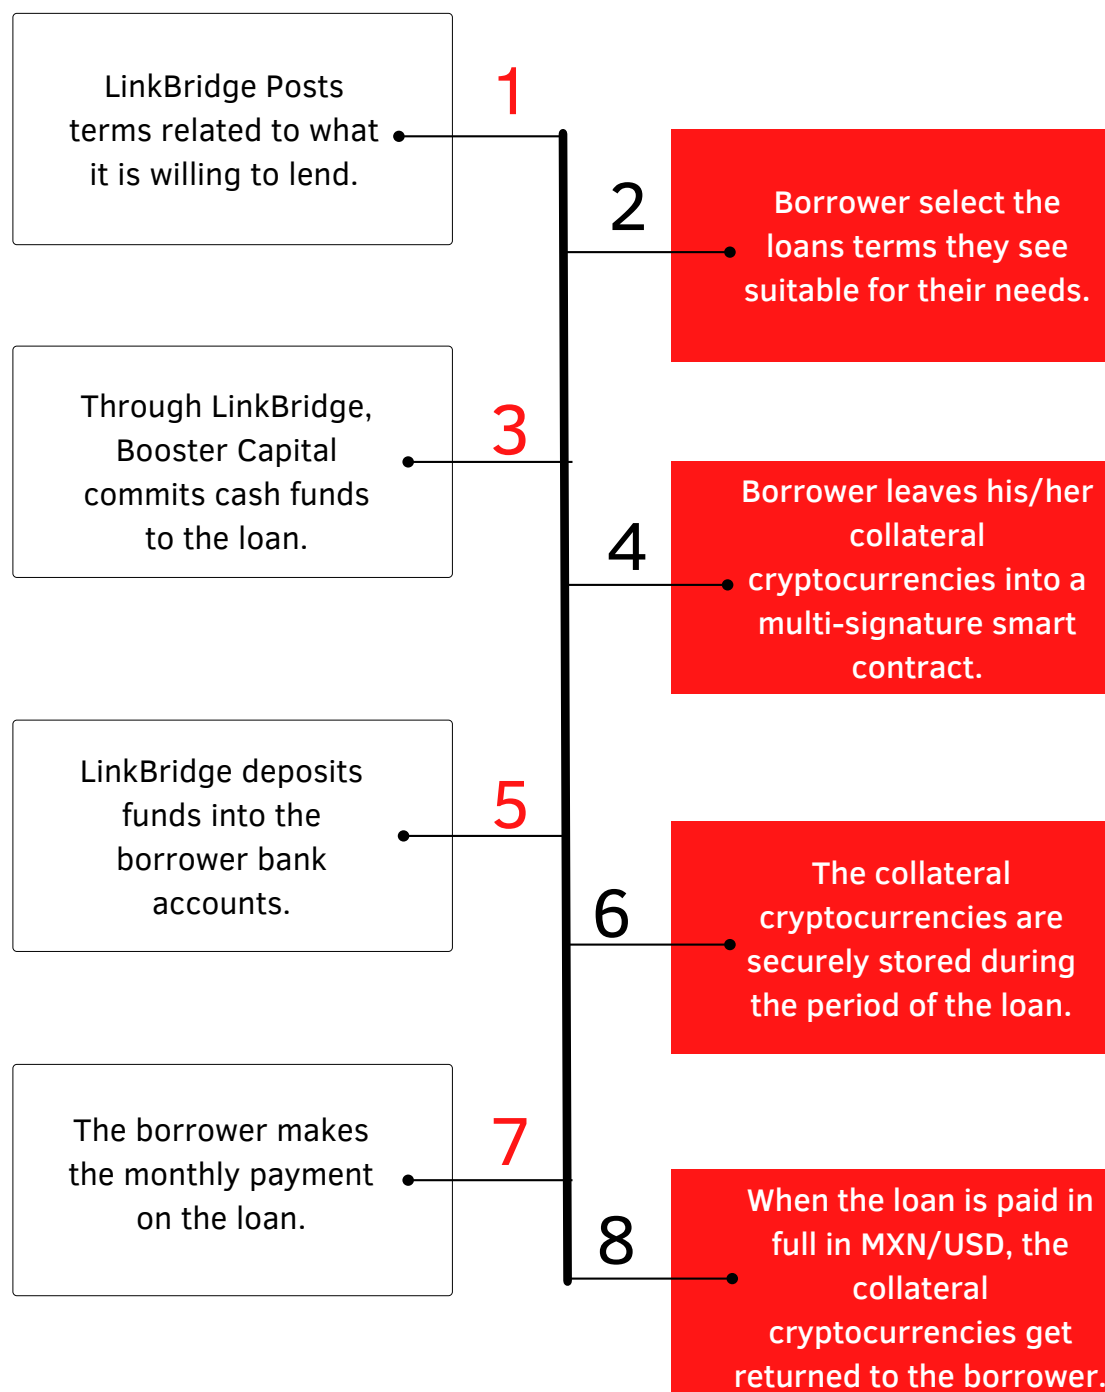 LinkBridge Posts
terms related to what
it is willing to lend.
1
2
Borrower select the
loans terms they see
suitable for their needs.
Through LinkBridge,
Booster Capital
commits cash funds
to the loan.
3
4
Borrower leaves his/her
collateral
cryptocurrencies into a
multi-signature smart
contract.
LinkBridge deposits
funds into the
borrower bank
accounts.
5
6
The collateral
cryptocurrencies are
securely stored during
the period of the loan.
The borrower makes
the monthly payment
on the loan.
7
8
When the loan is paid in
full in MXN/USD, the
collateral
cryptocurrencies get
returned to the borrower.